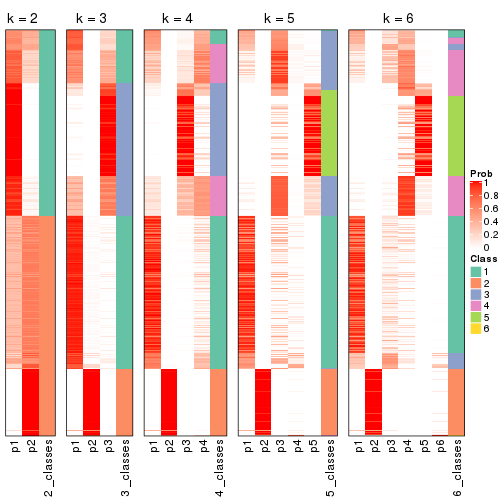 k = 2
k = 3
k = 4
k = 5
k = 6
Prob
1
0.8
0.6
0.4
0.2
0
Class
1
2
3
4
5
6
p1
p2
2_classes
p1
p2
p3
3_classes
p1
p2
p3
p4
4_classes
p1
p2
p3
p4
p5
5_classes
p1
p2
p3
p4
p5
p6
6_classes